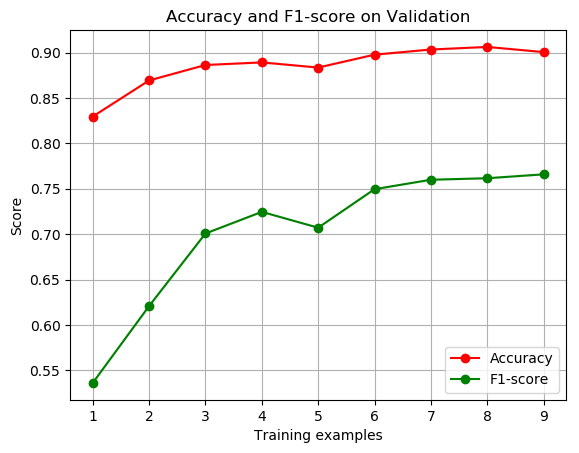 Accuracy and F1-score on Validation
Score
0.90
0.85
0.80
0.75
0.70
0.65
0.60
0.55
Accuracy
F1-score
1 2 3 4 5 6 7 8 9
Training examples